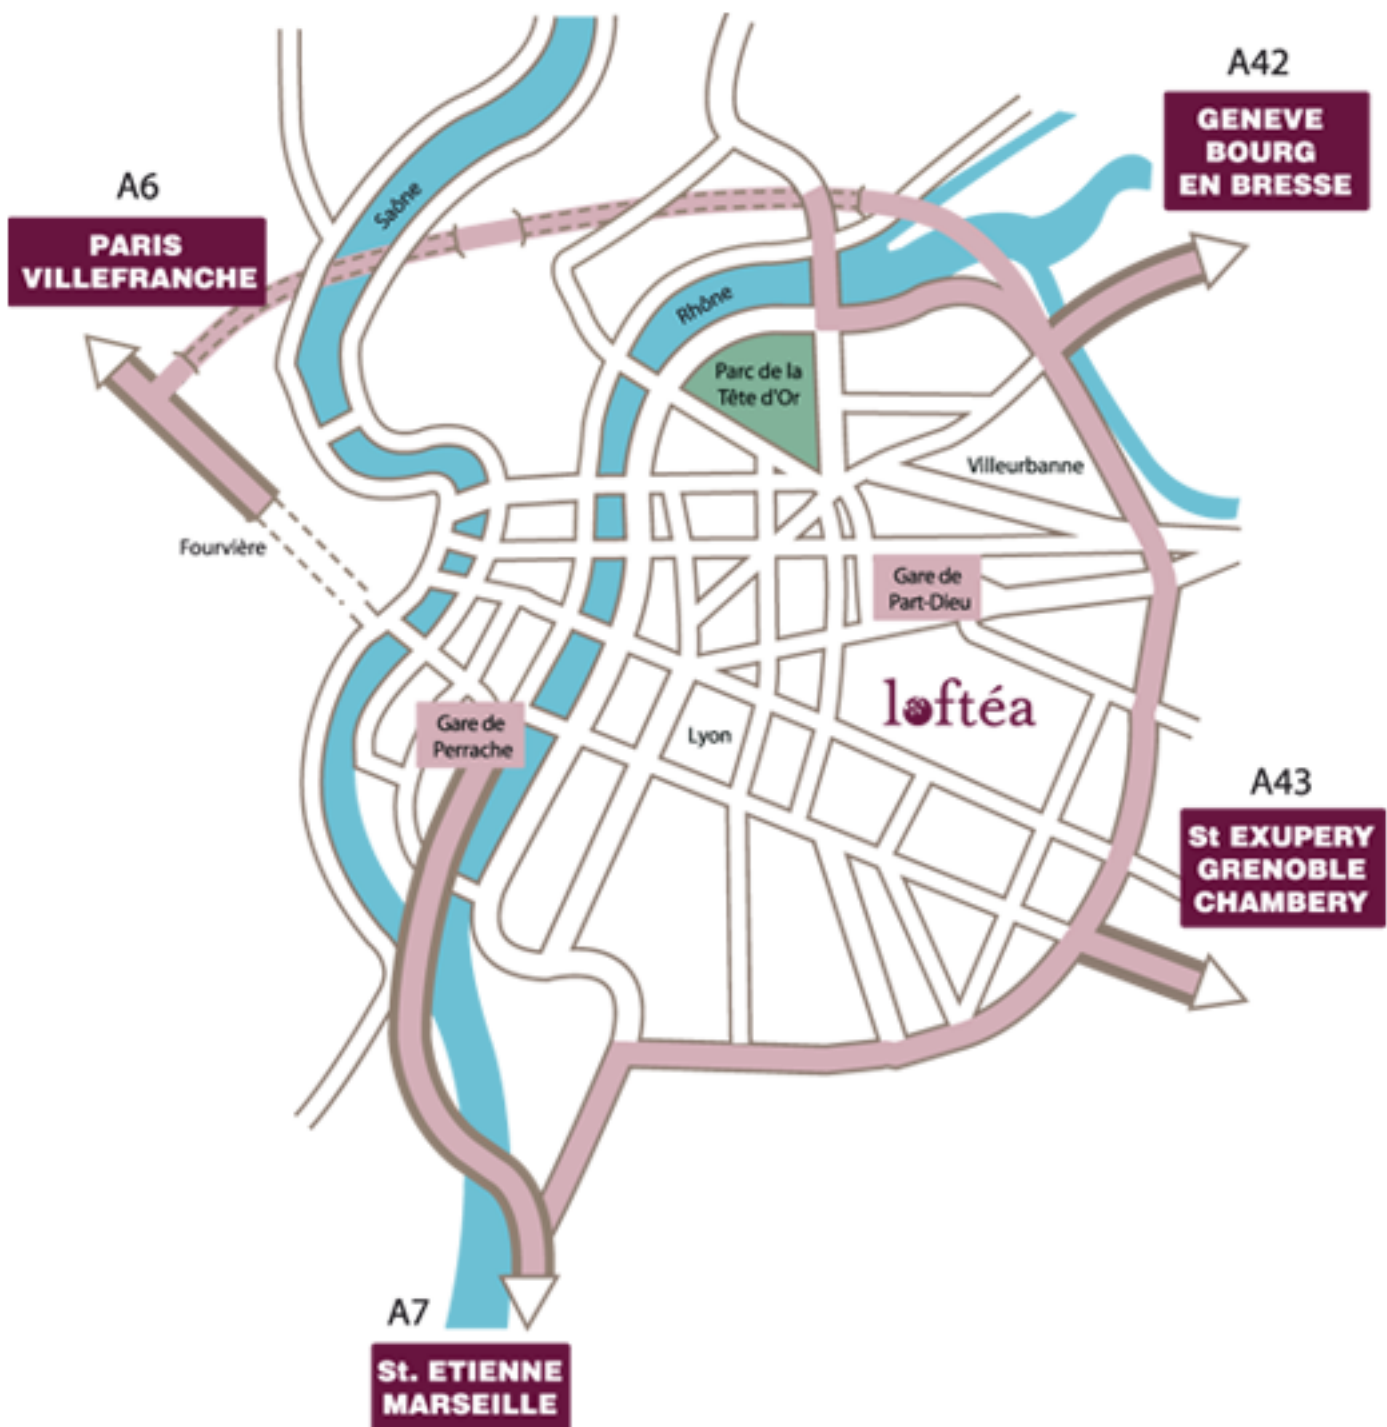 A42
GENEVE
BOURG
EN BRESSE
A6
PARIS
VILLEFRANCHE
Saône
Rhône
Parc de la
Tête d'Or
Villeurbanne
Fourvière
Gare de
Part-Dieu
loftéa
Gare de
Perrache
Lyon
A43
St EXUPERY
GRENOBLE
CHAMBERY
A7
St. ETIENNE
MARSEILLE